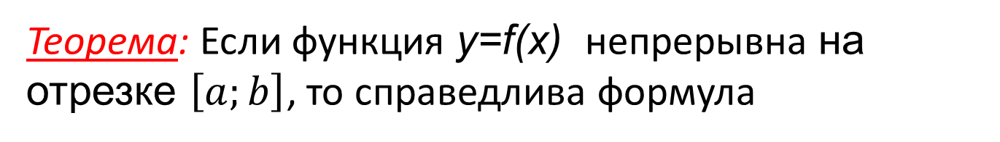 Теорема: Если функция y=f(x) непрерывна на
отрезке [a; b], то справедлива формула